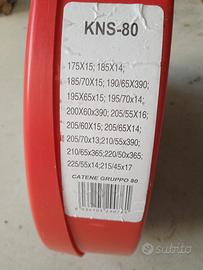 KNS-80
175X15; 185X14;
185/70X15; 190/65X390;
195X65x15; 195/70x14;
200X60x390; 205/55X16;
205/60X15; 205/65X14;
205/70x13;210/55x390;
210/65x365;220/50x365;
225/55x14;215/45x17
CATENE GRUPPO 80
subito